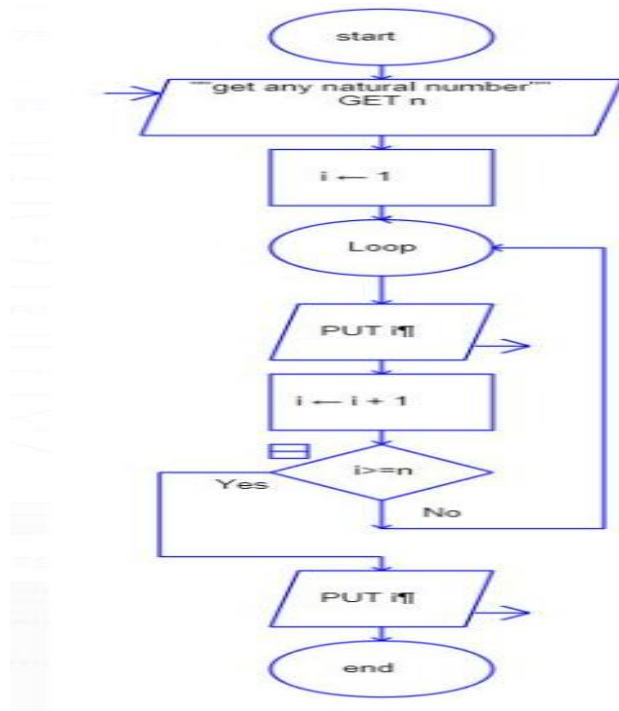 start
""get any natural number""
GET n
i ← 1
Loop
PUT i¶
i ← i + 1
i>=n
Yes
No
PUT i¶
end